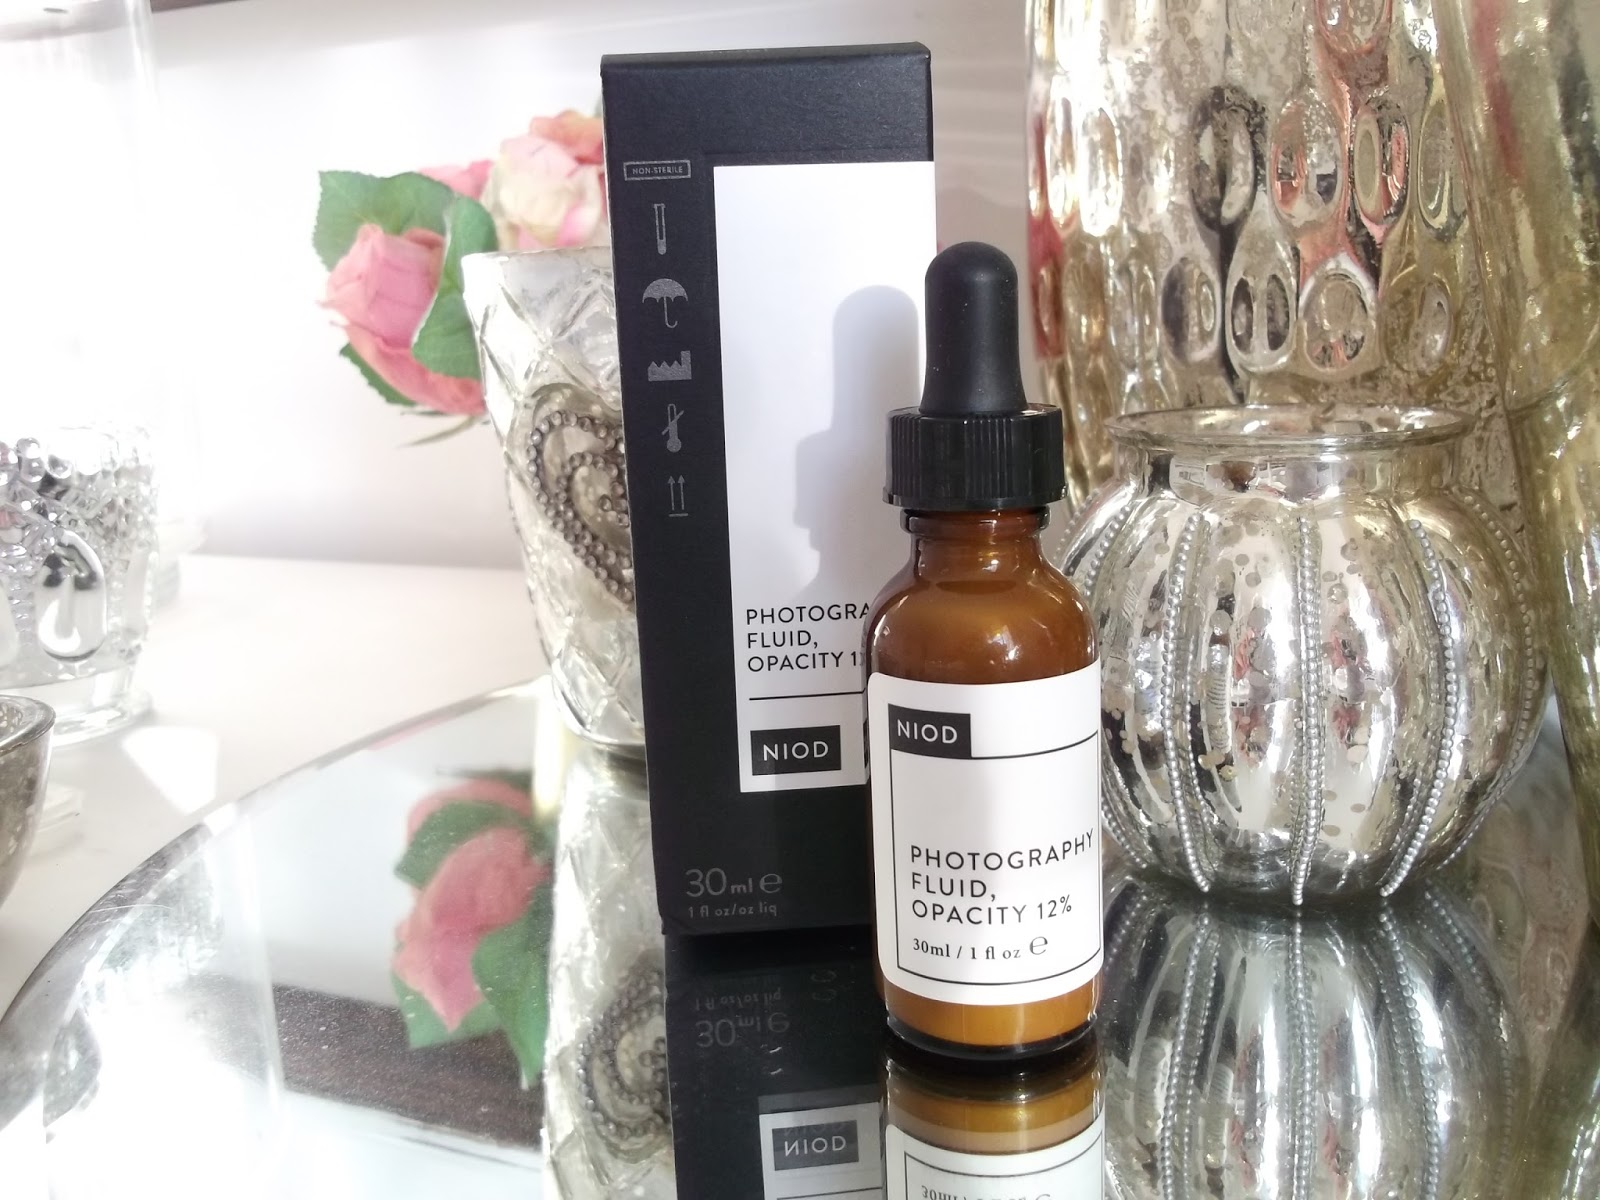 NON-STERILE
PHOTOGRA
FLUID,
OPACITY 1
NIOD
30ml e
1 fl oz/oz liq
NIOD
PHOTOGRAPHY
FLUID,
OPACITY 12%
30ml / 1 fl oz e